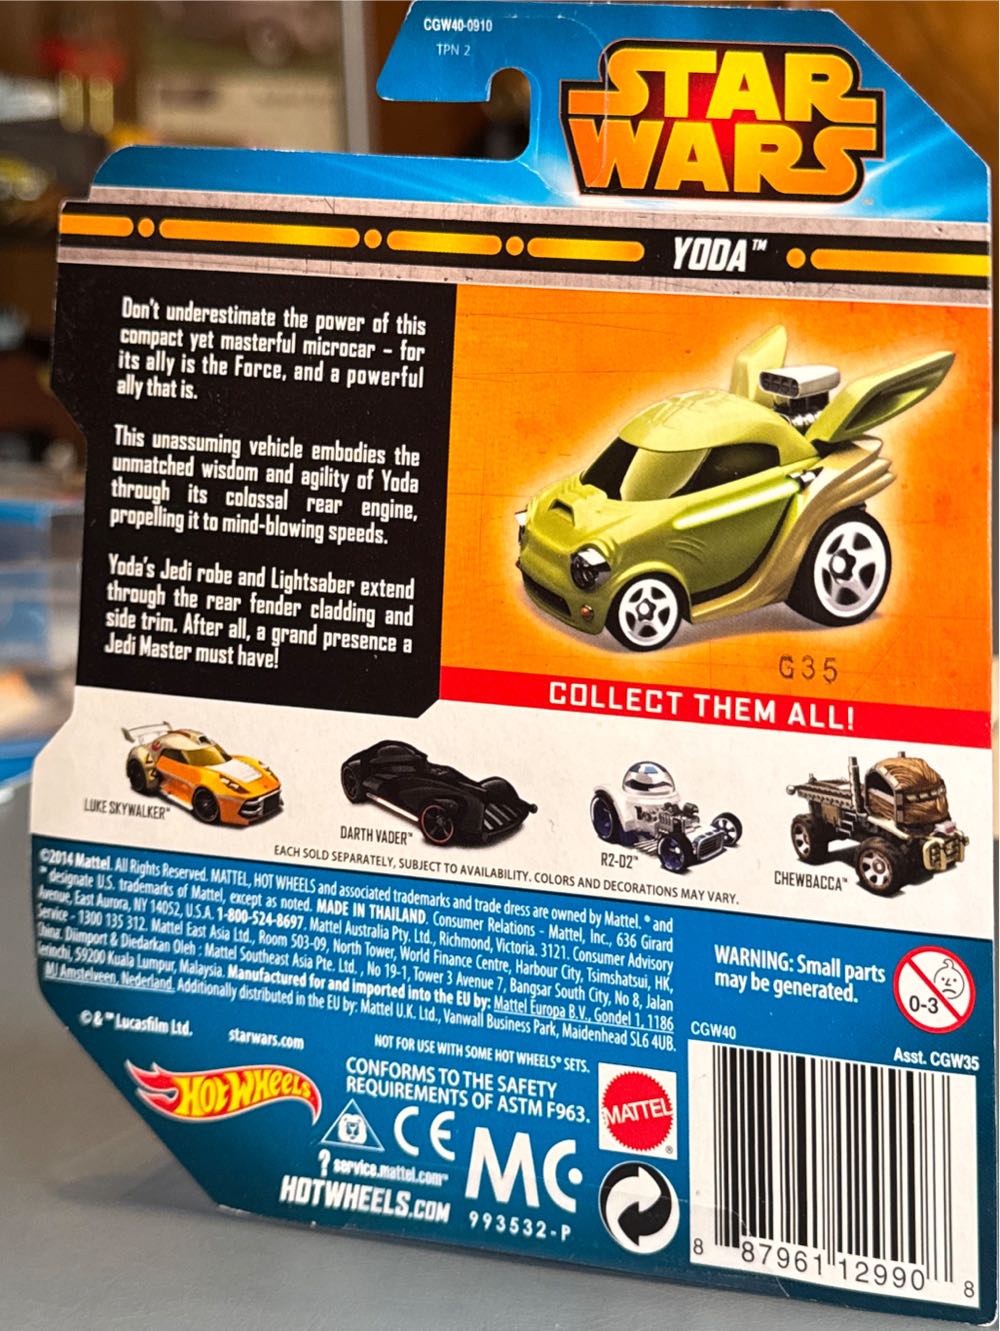 CGW40-0910
TPN 2
STAR
WARS
YODA™
Don't underestimate the power of this
compact yet masterful microcar – for
its ally is the Force, and a powerful
ally that is.
This unassuming vehicle embodies the
unmatched wisdom and agility of Yoda
through its colossal rear engine,
propelling it to mind-blowing speeds.
Yoda's Jedi robe and Lightsaber extend
through the rear fender cladding and
side trim. After all, a grand presence a
Jedi Master must have!
G35
COLLECT THEM ALL!
LUKE SKYWALKER™
DARTH VADER™
R2-D2™
CHEWBACCA™
EACH SOLD SEPARATELY, SUBJECT TO AVAILABILITY. COLORS AND DECORATIONS MAY VARY.
©2014 Mattel. All Rights Reserved. MATTEL, HOT WHEELS and associated trademarks and trade dress are owned by Mattel. ® and
™ designate U.S. trademarks of Mattel, except as noted. MADE IN THAILAND. Consumer Relations - Mattel, Inc., 636 Girard
Avenue, East Aurora, NY 14052, U.S.A. 1-800-524-8697. Mattel Australia Pty. Ltd., Richmond, Victoria. 3121. Consumer Advisory
Service - 1300 135 312. Mattel East Asia Ltd., Room 503-09, North Tower, World Finance Centre, Harbour City, Tsimshatsui, HK,
China. Diimport & Diedarkan Oleh : Mattel Southeast Asia Pte. Ltd. , No 19-1, Tower 3 Avenue 7, Bangsar South City, No 8, Jalan
Kerinchi, 59200 Kuala Lumpur, Malaysia. Manufactured for and imported into the EU by: Mattel Europa B.V., Gondel 1, 1186
MJ Amstelveen, Nederland. Additionally distributed in the EU by: Mattel U.K. Ltd., Vanwall Business Park, Maidenhead SL6 4UB.
WARNING: Small parts
may be generated.
0-3
© & ™ Lucasfilm Ltd.
starwars.com
NOT FOR USE WITH SOME HOT WHEELS® SETS.
CGW40
Asst. CGW35
HOT WHEELS
CONFORMS TO THE SAFETY
REQUIREMENTS OF ASTM F963.
CE
MATTEL
®
? service.mattel.com™
HOTWHEELS.COM
MC
993532-P
8 87961 12990 8